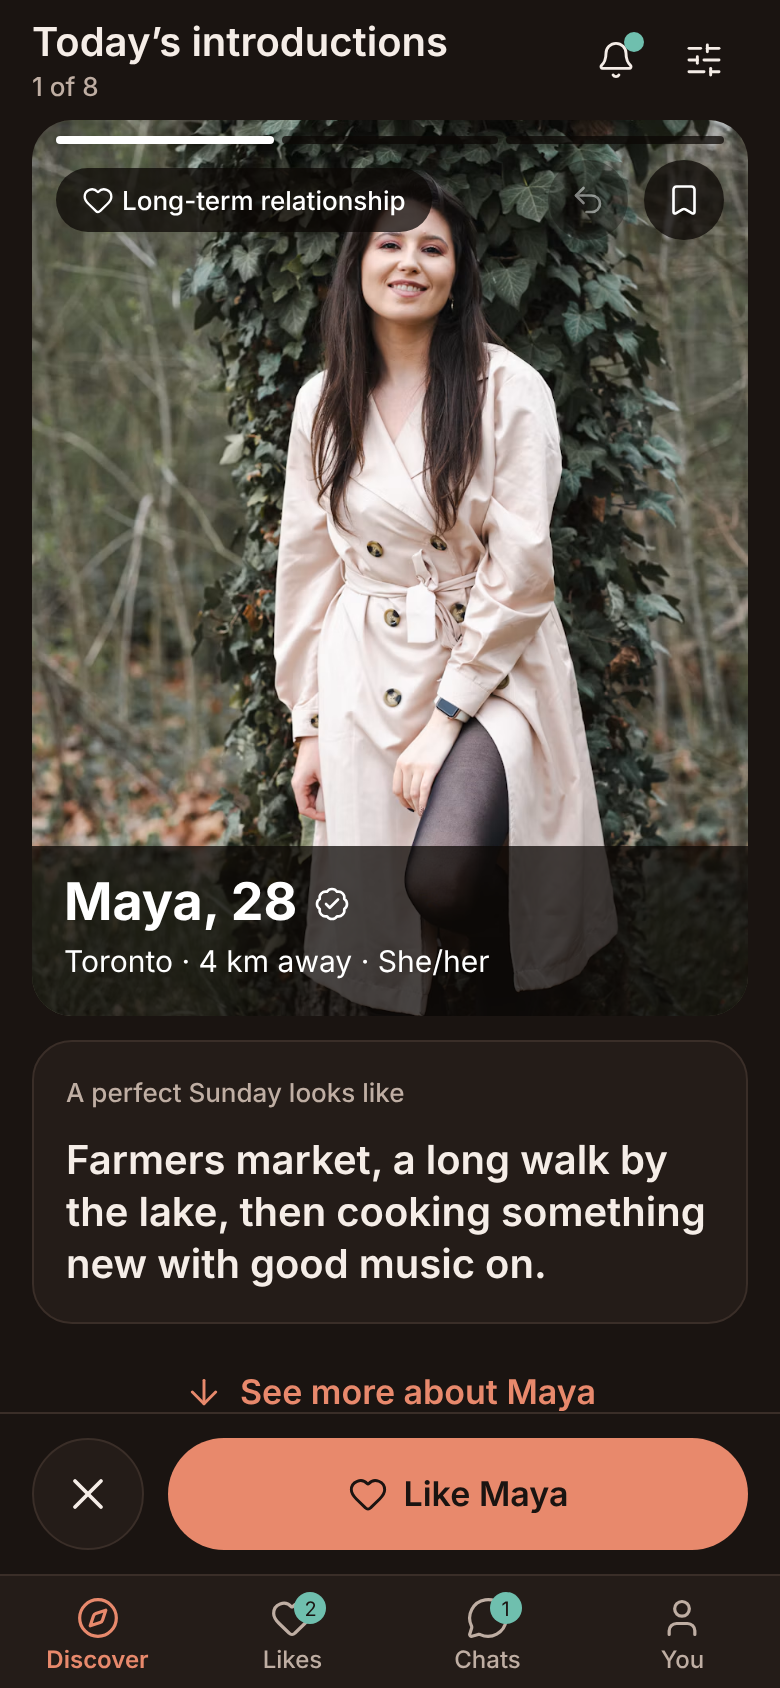 Today’s introductions
1 of 8
Long-term relationship
Maya, 28
Toronto · 4 km away · She/her
A perfect Sunday looks like
Farmers market, a long walk by
the lake, then cooking something
new with good music on.
See more about Maya
Like Maya
2
1
Discover
Likes
Chats
You